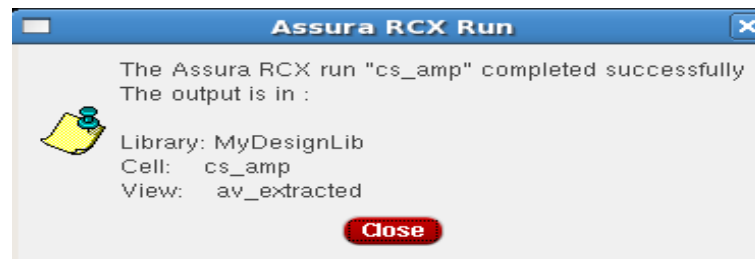 Assura RCX Run
The Assura RCX run "cs_amp" completed successfully
The output is in :
Library: MyDesignLib
Cell: cs_amp
View: av_extracted
Close